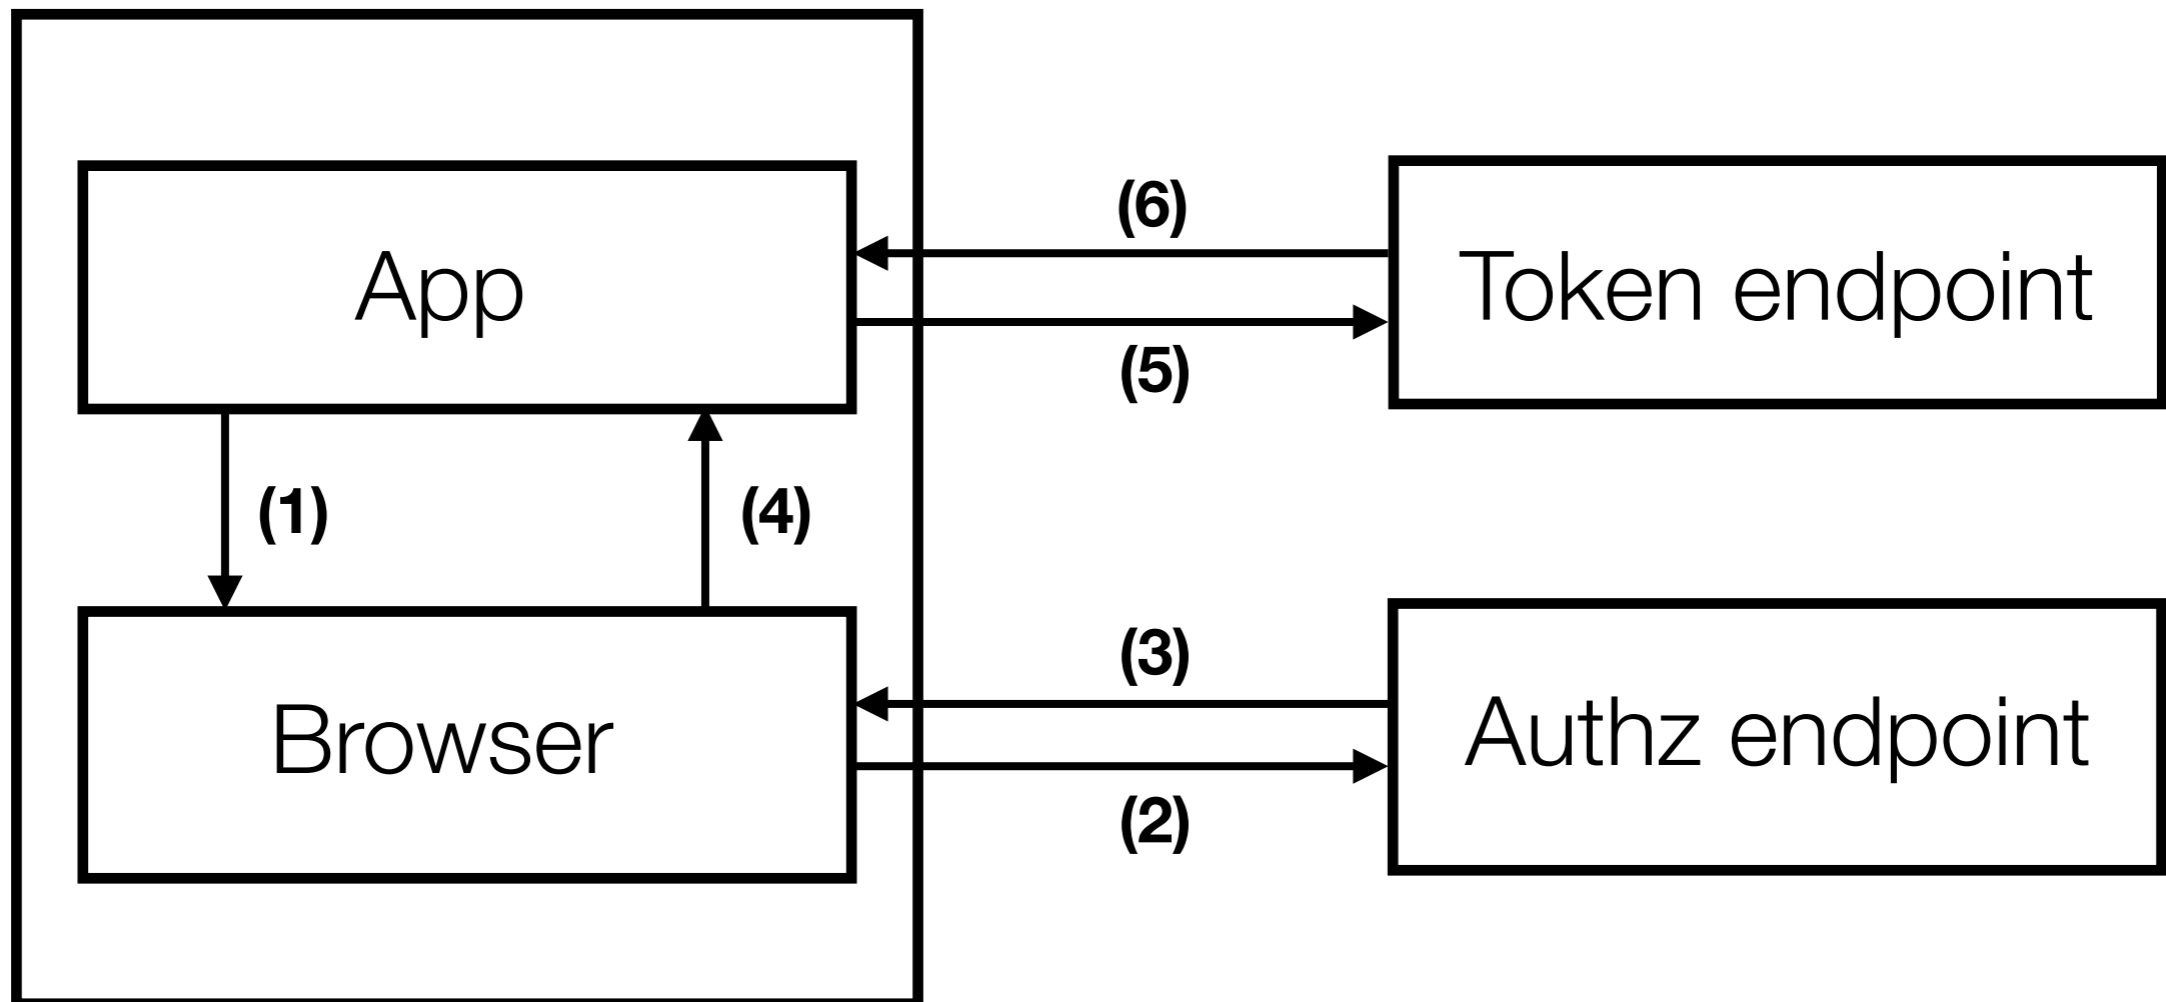 (6)
App
Token endpoint
(5)
(1)
(4)
(3)
Browser
Authz endpoint
(2)